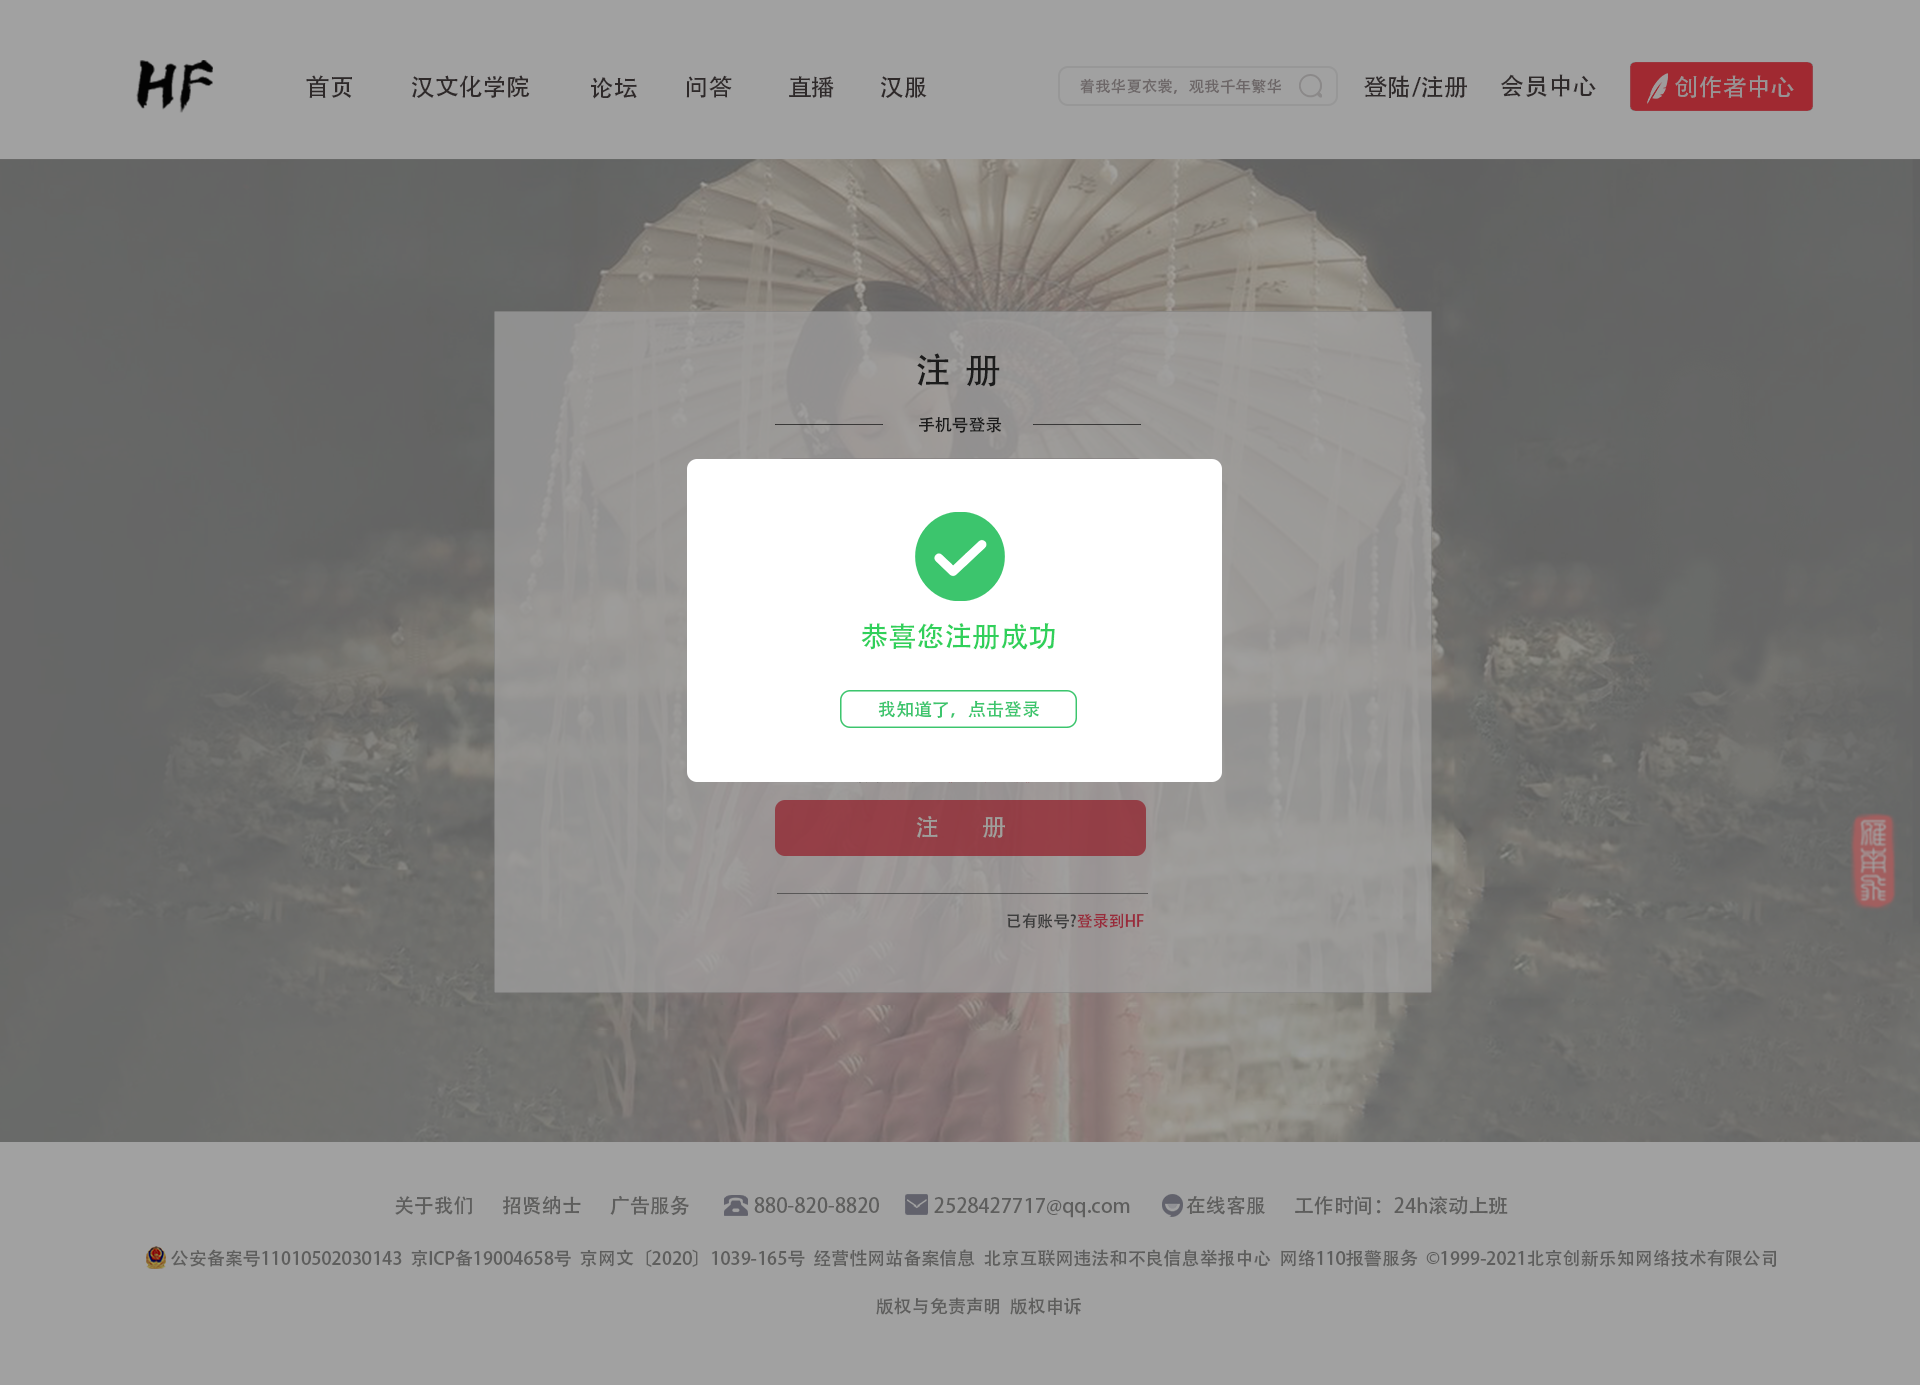 HF 首页 汉文化学院 论坛 问答 直播 汉服 着我华夏衣裳，观我千年繁华 登陆/注册 会员中心 创作者中心
注 册
手机号登录
恭喜您注册成功
我知道了，点击登录
注 册
雁南飞
已有账号?登录到HF
关于我们 招贤纳士 广告服务 880-820-8820 2528427717@qq.com 在线客服 工作时间：24h滚动上班
公安备案号11010502030143 京ICP备19004658号 京网文〔2020〕1039-165号 经营性网站备案信息 北京互联网违法和不良信息举报中心 网络110报警服务 ©1999-2021北京创新乐知网络技术有限公司
版权与免责声明 版权申诉